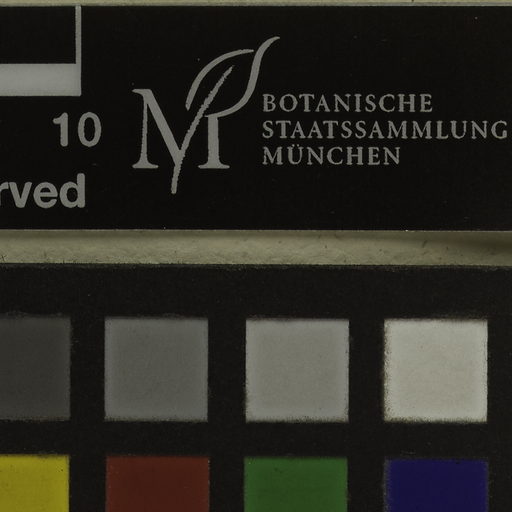 10
rved
M
BOTANISCHE
STAATSSAMMLUNG
MÜNCHEN